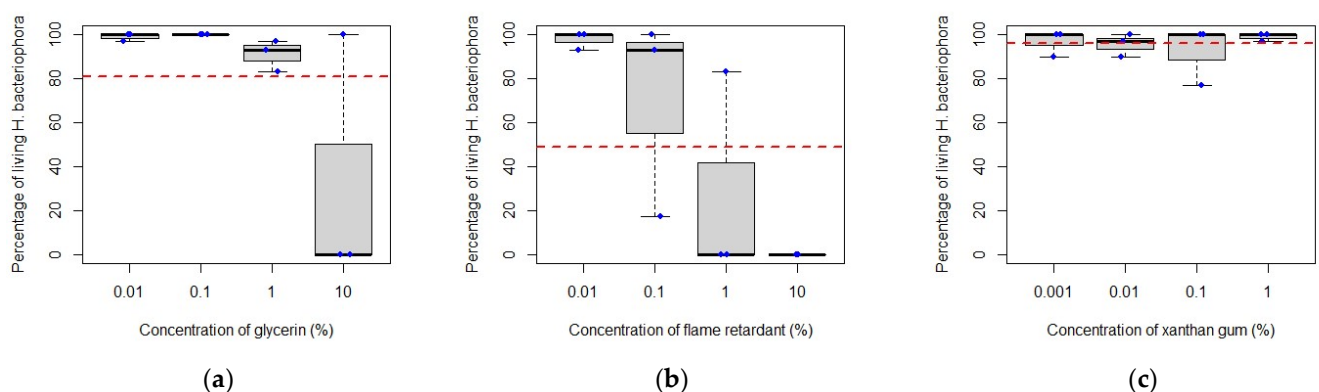 Percentage of living H. bacteriophora
100
80
60
40
20
0
0.01 0.1 1 10
Concentration of glycerin (%)
(a)
Percentage of living H. bacteriophora
100
80
60
40
20
0
0.01 0.1 1 10
Concentration of flame retardant (%)
(b)
Percentage of living H. bacteriophora
100
80
60
40
20
0
0.001 0.01 0.1 1
Concentration of xanthan gum (%)
(c)